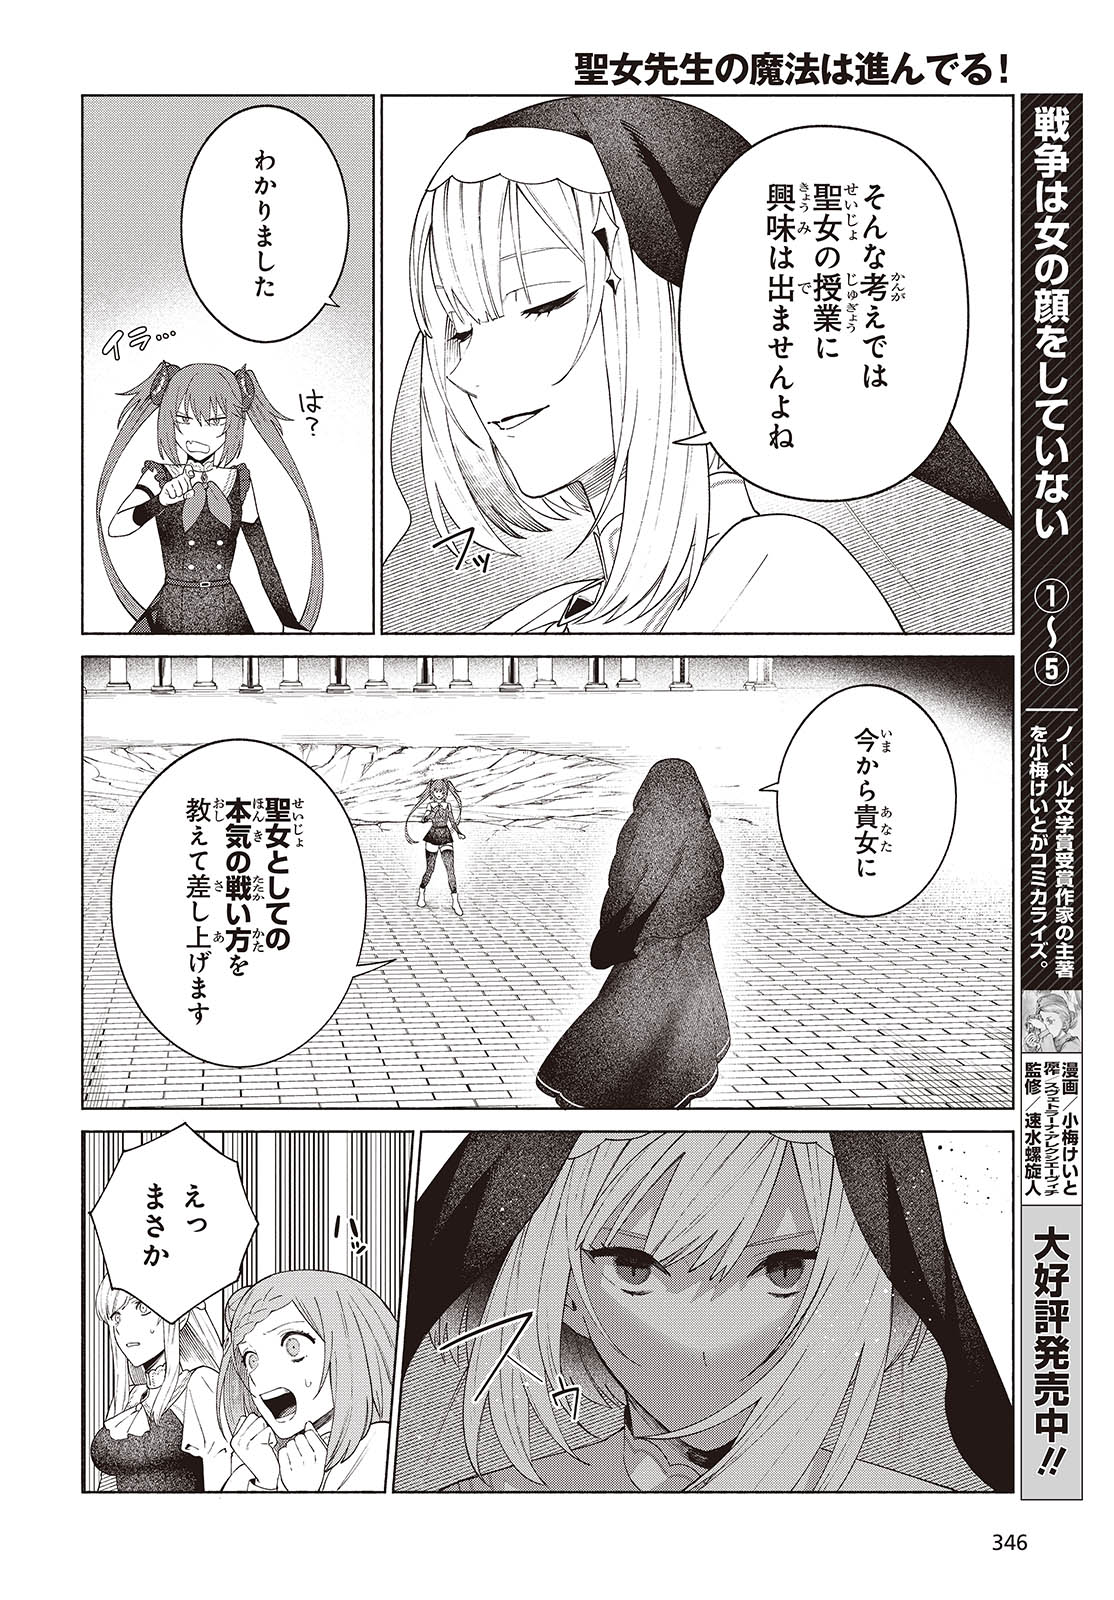 聖女先生の魔法は進んでる！
そんな考えでは
聖女の授業に
興味は出ませんよね
クッ
わかりました
イラ…
は？
今から貴女に
聖女としての
本気の戦い方を
教えて差し上げます
ハッ
えっ
まさか
戦争は女の顔をしていない ①〜⑤
ノーベル文学賞受賞作家の主著
を小梅けいとがコミカライズ。
漫画／小梅けいと
原作／スヴェトラーナ・アレクシエーヴィチ
監修／速水螺旋人
大好評発売中!!
346